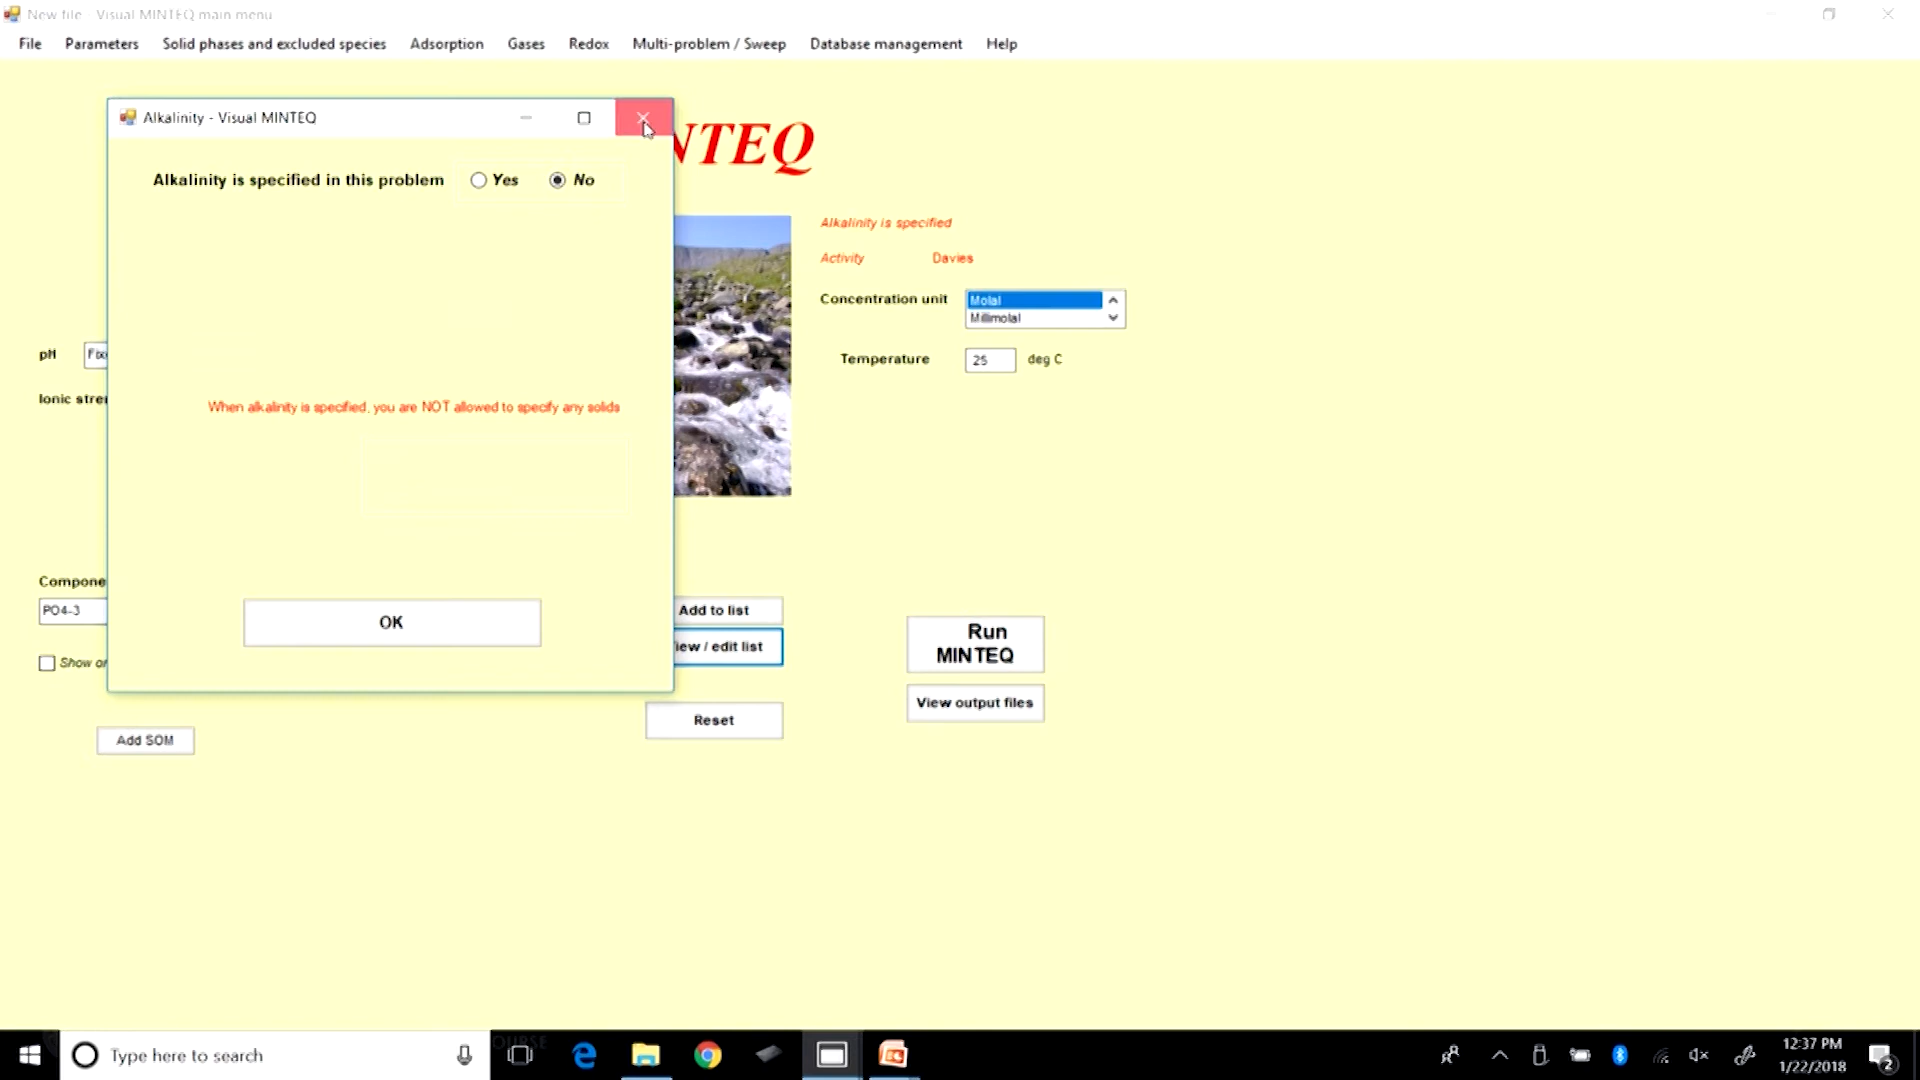 New file - Visual MINTEQ main menu
File Parameters Solid phases and excluded species Adsorption Gases Redox Multi-problem / Sweep Database management Help
Alkalinity - Visual MINTEQ
NTEQ
Alkalinity is specified in this problem Yes No
Alkalinity is specified
Activity Davies
Concentration unit Molal
Millimolal
pH Fix
Temperature 25 deg C
Ionic stre
When alkalinity is specified, you are NOT allowed to specify any solids
Compone
PO4-3
Add to list
OK
Run
MINTEQ
iew / edit list
Show or
View output files
Reset
Add SOM
Type here to search
12:37 PM
1/22/2018
2